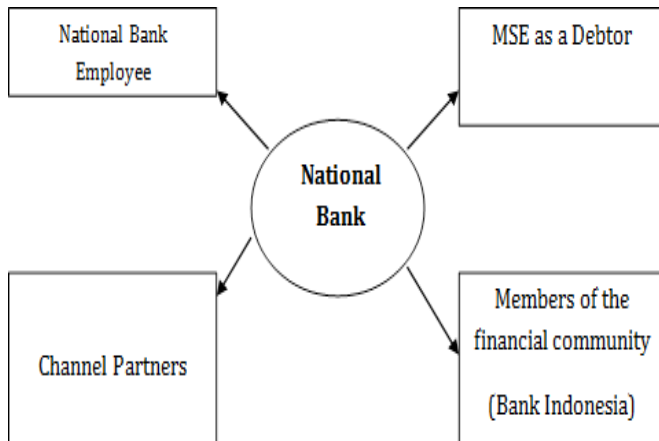 National Bank
Employee
MSE as a Debtor
National
Bank
Channel Partners
Members of the
financial community
(Bank Indonesia)